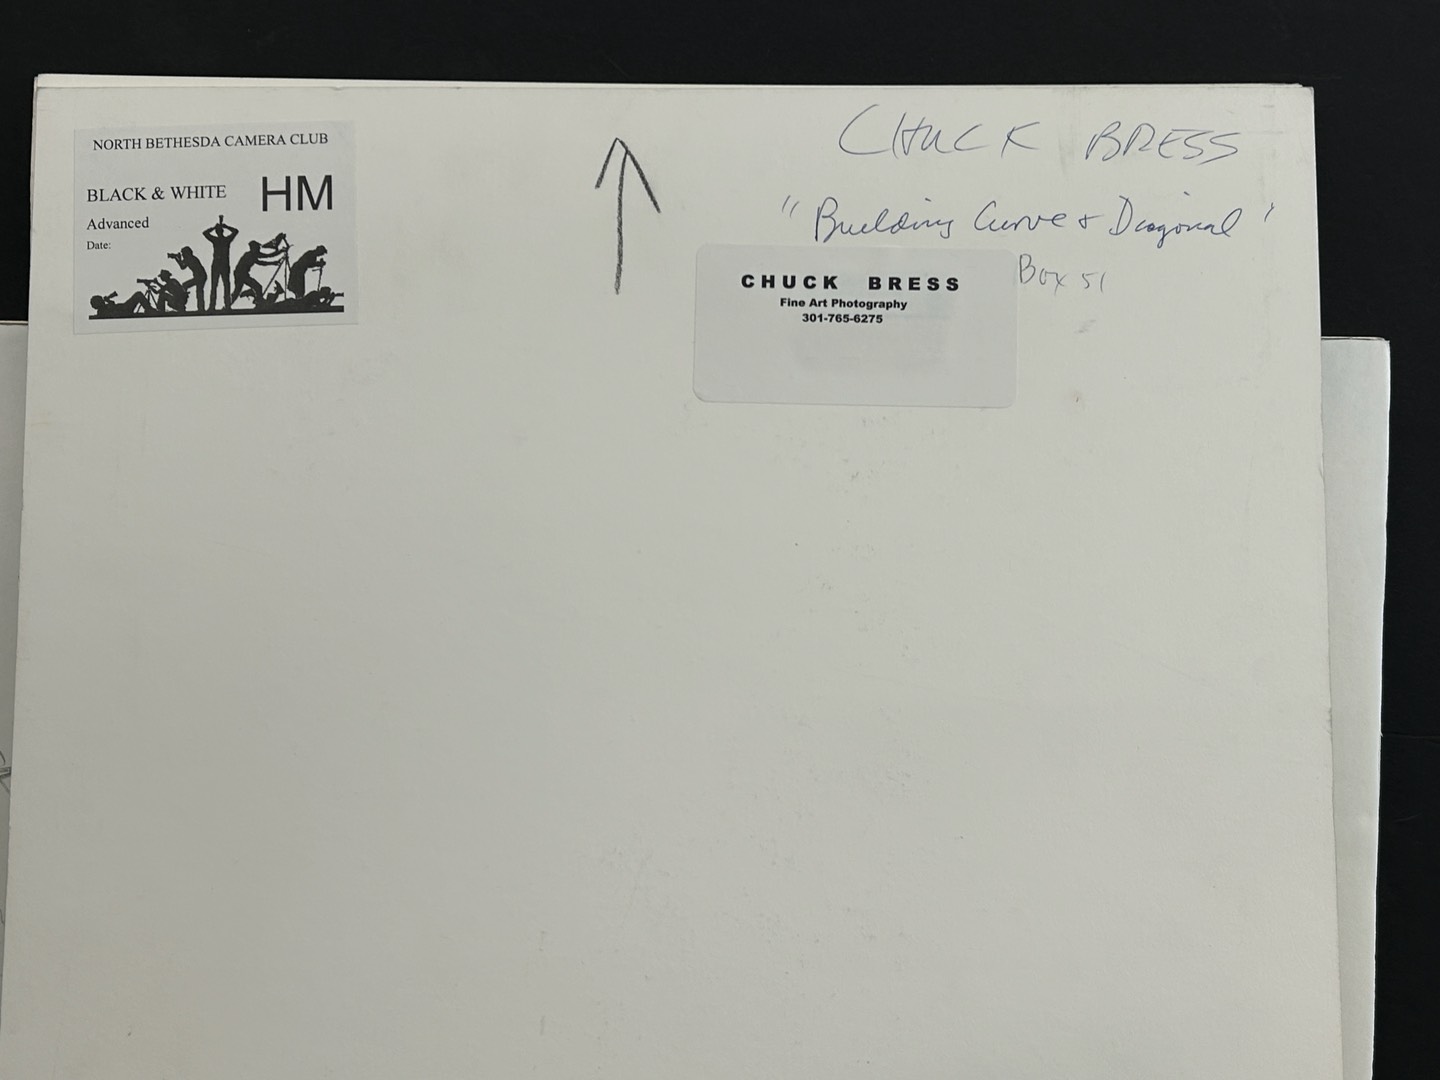 NORTH BETHESDA CAMERA CLUB
BLACK & WHITE HM
Advanced
Date:
CHUCK BRESS
"Building Curve & Diagonal"
Box 51
CHUCK BRESS
Fine Art Photography
301-765-6275